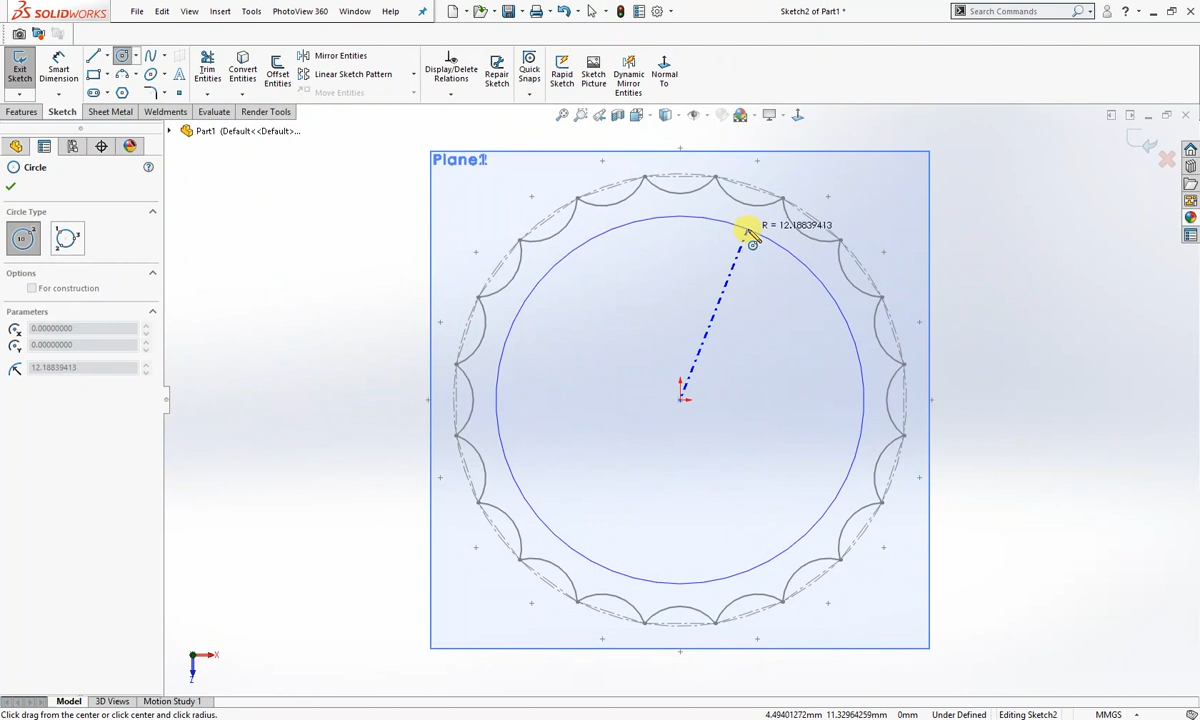 SOLIDWORKS
File Edit View Insert Tools PhotoView 360 Window Help
Sketch2 of Part1 *
Search Commands
Exit Sketch
Smart Dimension
Trim Entities
Convert Entities
Offset Entities
Mirror Entities
Linear Sketch Pattern
Move Entities
Display/Delete Relations
Repair Sketch
Quick Snaps
Rapid Sketch
Sketch Picture
Dynamic Mirror Entities
Normal To
Features Sketch Sheet Metal Weldments Evaluate Render Tools
Part1 (Default<<Default>...
Circle
Circle Type
Options
For construction
Parameters
0.00000000
0.00000000
12.18839413
R = 12.18839413
X
Z
Model 3D Views Motion Study 1
Click drag from the center or click center and click radius.
4.49401272mm 11.32964259mm 0mm Under Defined Editing Sketch2 MMGS